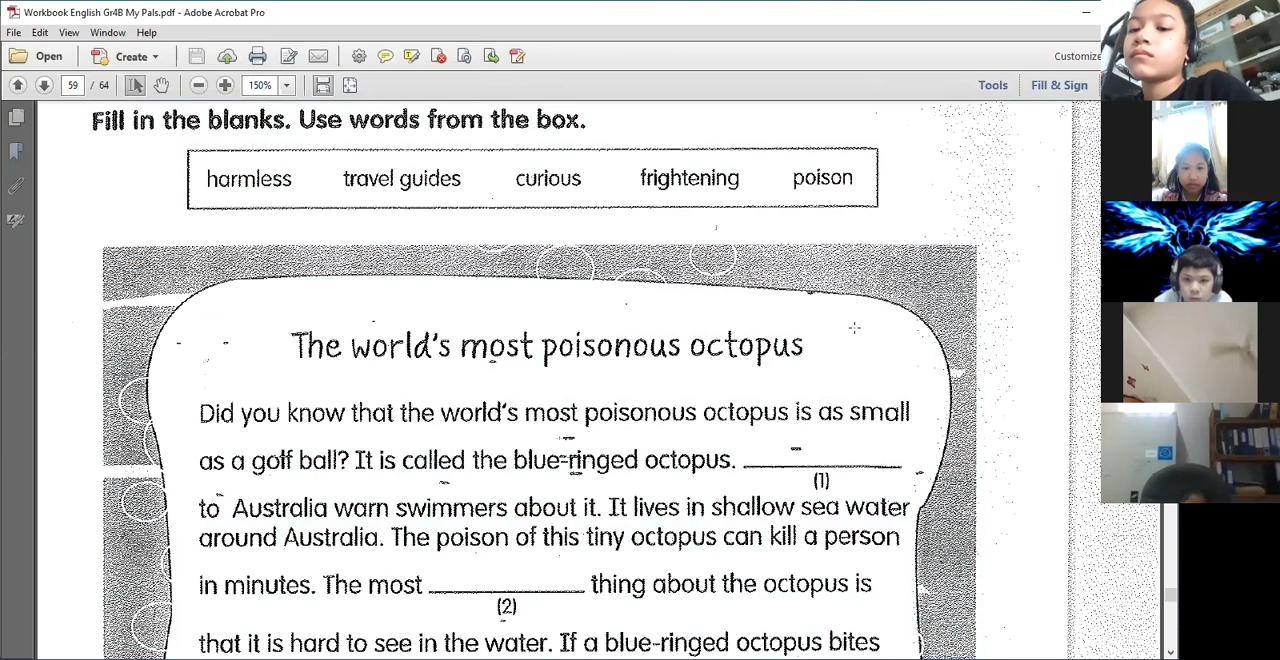 Workbook English Gr4B My Pals.pdf - Adobe Acrobat Pro
File Edit View Window Help
Open Create Customize
59 / 64 150% Tools Fill & Sign
Fill in the blanks. Use words from the box.
harmless travel guides curious frightening poison
The world's most poisonous octopus
Did you know that the world's most poisonous octopus is as small
as a golf ball? It is called the blue-ringed octopus. ____________
(1)
to Australia warn swimmers about it. It lives in shallow sea water
around Australia. The poison of this tiny octopus can kill a person
in minutes. The most ____________ thing about the octopus is
(2)
that it is hard to see in the water. If a blue-ringed octopus bites